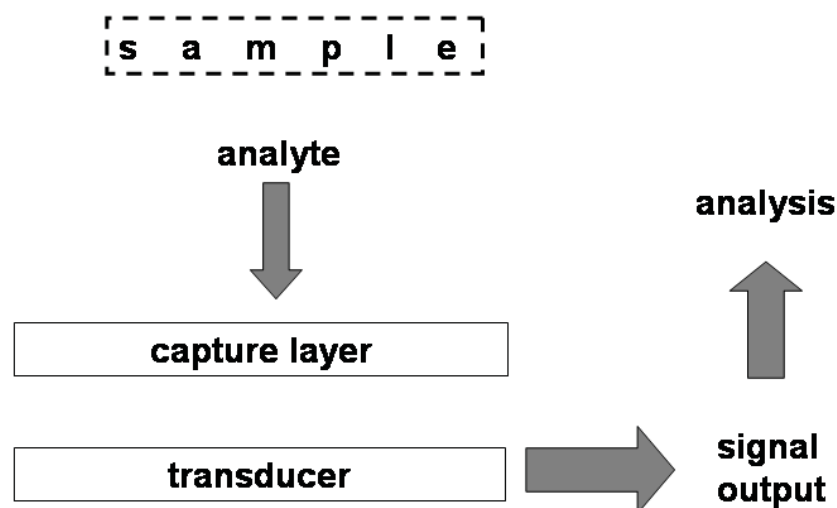 s a m p l e
analyte
analysis
capture layer
transducer
signal
output